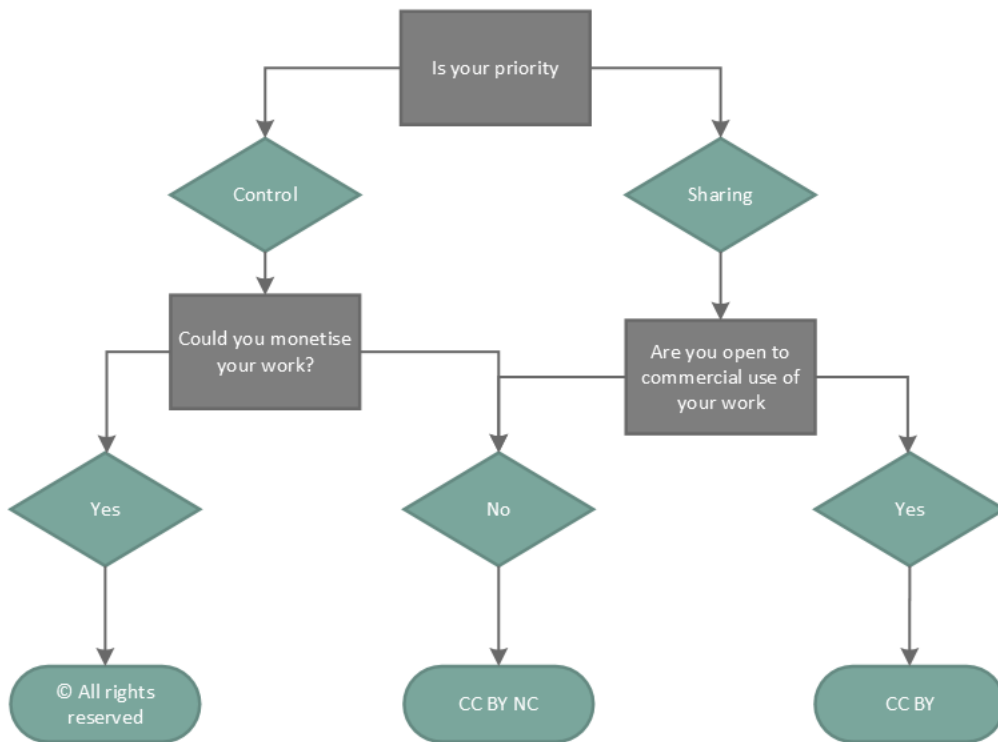 Is your priority
Control
Sharing
Could you monetise
your work?
Are you open to
commercial use of
your work
Yes
No
Yes
© All rights
reserved
CC BY NC
CC BY